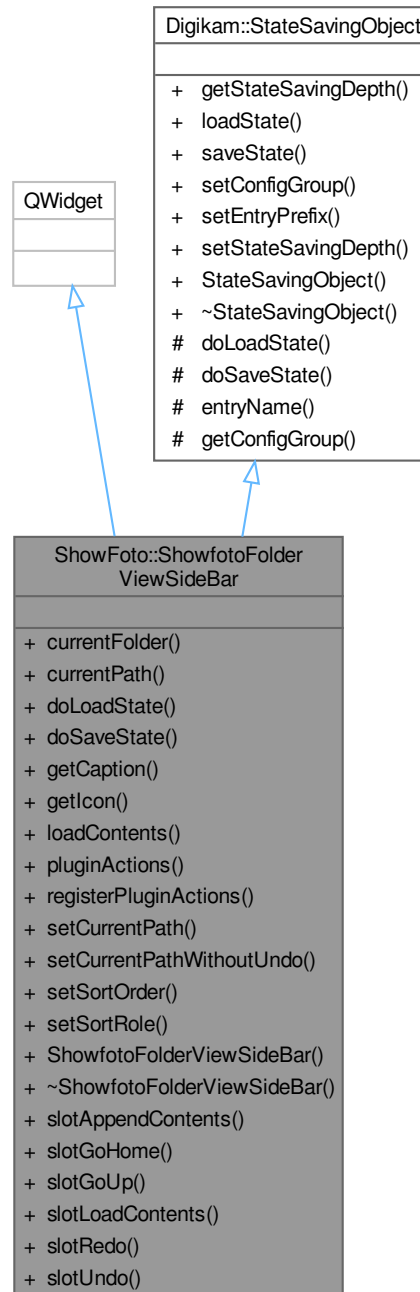 Digikam::StateSavingObject
+ getStateSavingDepth()
+ loadState()
+ saveState()
+ setConfigGroup()
+ setEntryPrefix()
+ setStateSavingDepth()
+ StateSavingObject()
+ ~StateSavingObject()
# doLoadState()
# doSaveState()
# entryName()
# getConfigGroup()
QWidget
ShowFoto::ShowfotoFolder
ViewSideBar
+ currentFolder()
+ currentPath()
+ doLoadState()
+ doSaveState()
+ getCaption()
+ getIcon()
+ loadContents()
+ pluginActions()
+ registerPluginActions()
+ setCurrentPath()
+ setCurrentPathWithoutUndo()
+ setSortOrder()
+ setSortRole()
+ ShowfotoFolderViewSideBar()
+ ~ShowfotoFolderViewSideBar()
+ slotAppendContents()
+ slotGoHome()
+ slotGoUp()
+ slotLoadContents()
+ slotRedo()
+ slotUndo()